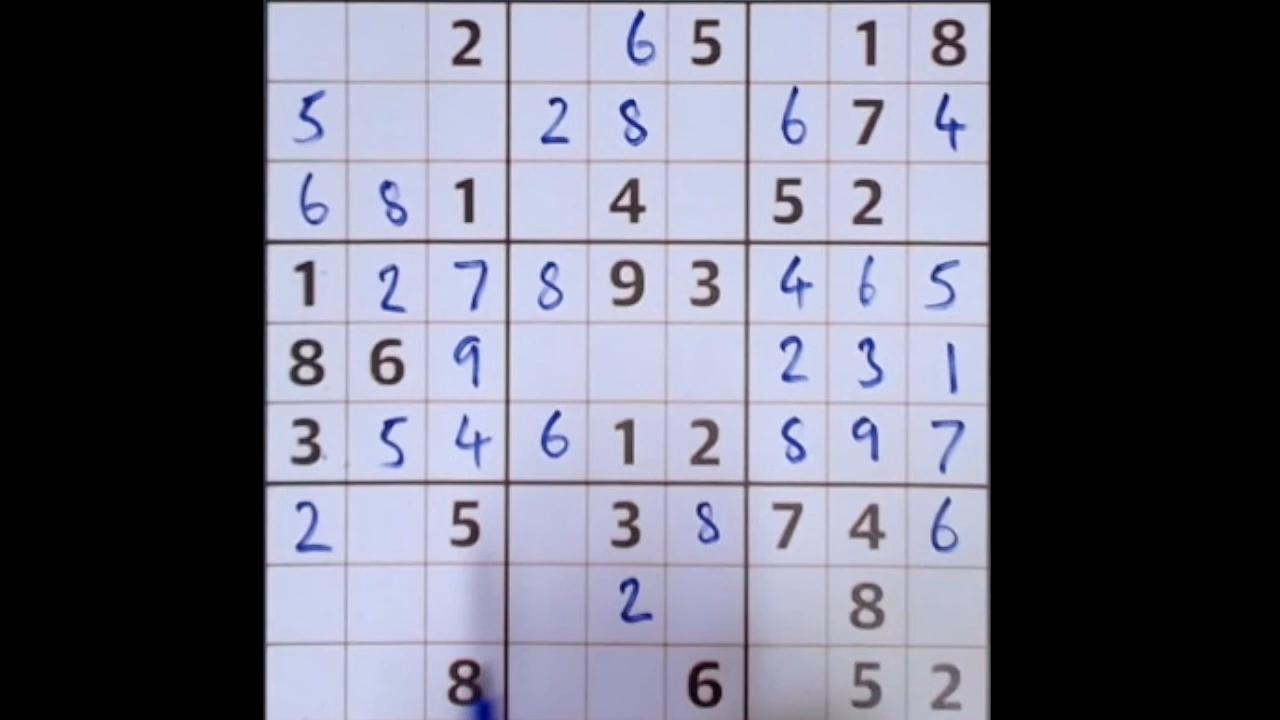 2 6 5 1 8
5 2 8 6 7 4
6 8 1 4 5 2
1 2 7 8 9 3 4 6 5
8 6 9 2 3 1
3 5 4 6 1 2 8 9 7
2 5 3 8 7 4 6
2 8
8 6 5 2